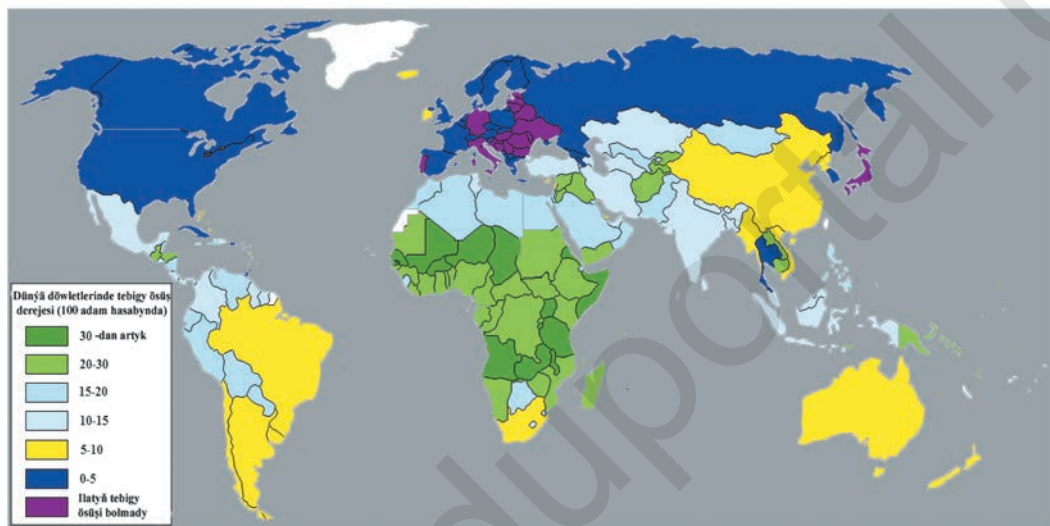 Dünýä döwletlerinde tebigy ösüş
derejesi (100 adam hasabynda)
30 -dan artyk
20-30
15-20
10-15
5-10
0-5
Ilatyň tebigy
ösüşi bolmady